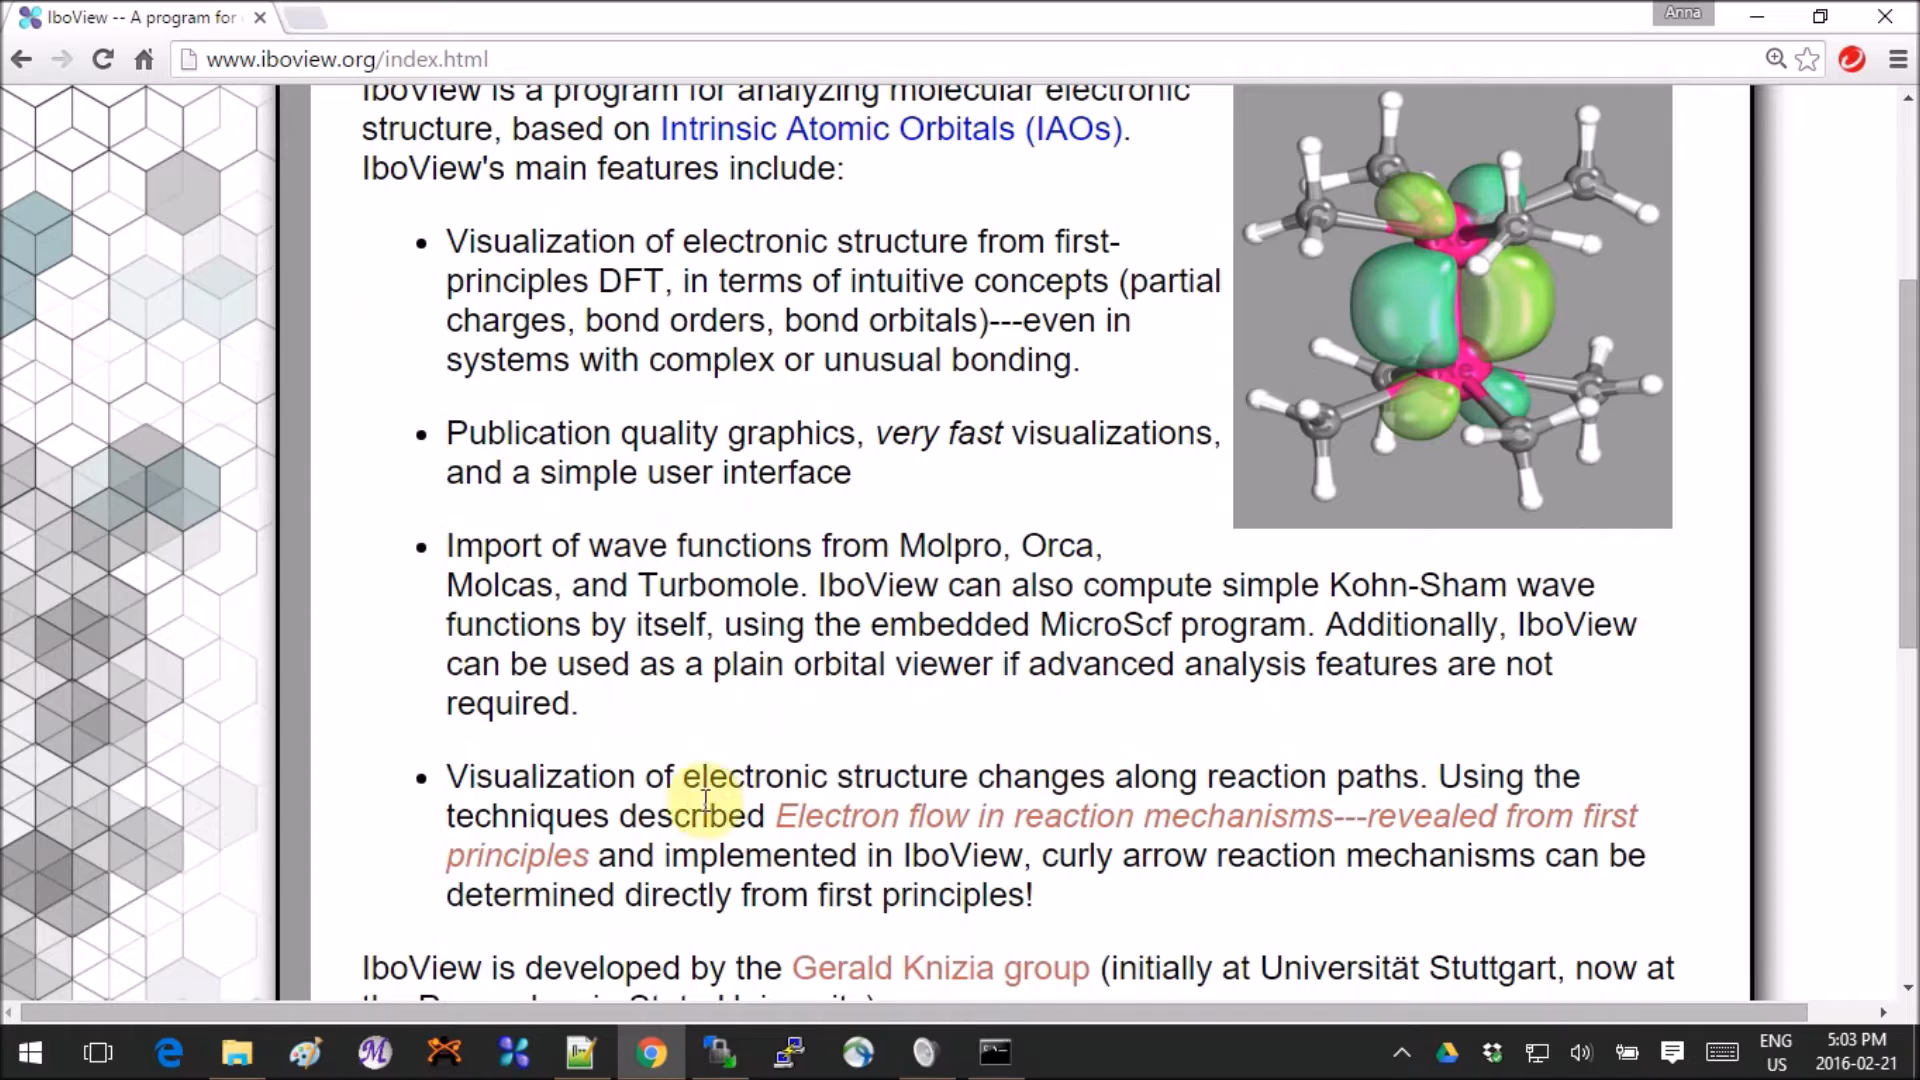 IboView -- A program for
Anna
www.iboview.org/index.html
IboView is a program for analyzing molecular electronic
structure, based on Intrinsic Atomic Orbitals (IAOs).
IboView's main features include:
• Visualization of electronic structure from first-
principles DFT, in terms of intuitive concepts (partial
charges, bond orders, bond orbitals)---even in
systems with complex or unusual bonding.
• Publication quality graphics, very fast visualizations,
and a simple user interface
• Import of wave functions from Molpro, Orca,
Molcas, and Turbomole. IboView can also compute simple Kohn-Sham wave
functions by itself, using the embedded MicroScf program. Additionally, IboView
can be used as a plain orbital viewer if advanced analysis features are not
required.
• Visualization of electronic structure changes along reaction paths. Using the
techniques described Electron flow in reaction mechanisms---revealed from first
principles and implemented in IboView, curly arrow reaction mechanisms can be
determined directly from first principles!
IboView is developed by the Gerald Knizia group (initially at Universität Stuttgart, now at
ENG
US
5:03 PM
2016-02-21